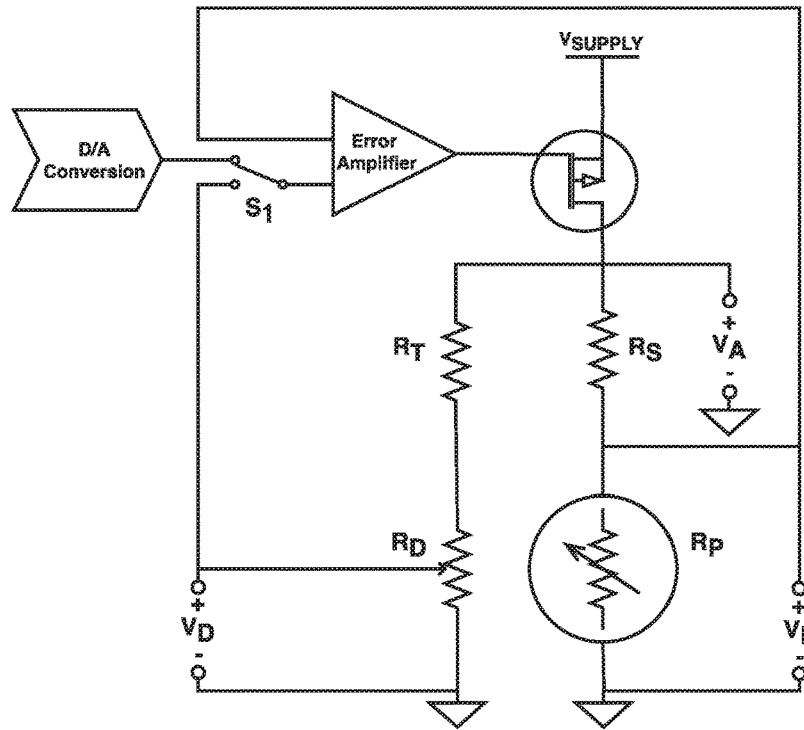 VSUPPLY
D/A
Conversion
Error
Amplifier
S1
RT
RS
+
VA
-
RD
RP
+
VD
-
+
-